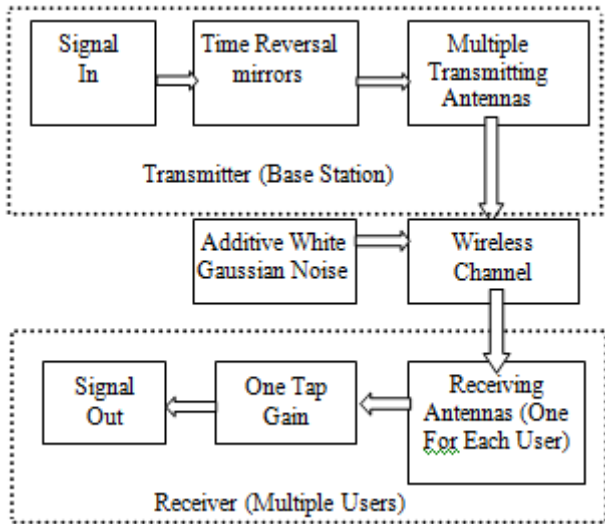 Signal
In
Time Reversal
mirrors
Multiple
Transmitting
Antennas
Transmitter (Base Station)
Additive White
Gaussian Noise
Wireless
Channel
Signal
Out
One Tap
Gain
Receiving
Antennas (One
For Each User)
Receiver (Multiple Users)